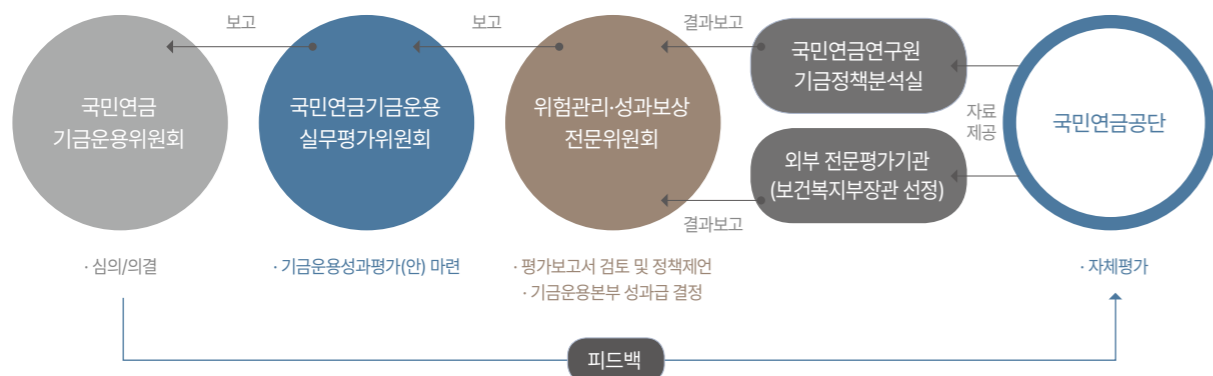 보고
보고
결과보고
국민연금
기금운용위원회
국민연금기금운용
실무평가위원회
위험관리·성과보상
전문위원회
국민연금연구원
기금정책분석실
자료
제공
국민연금공단
외부 전문평가기관
(보건복지부장관 선정)
결과보고
· 심의/의결
· 기금운용성과평가(안) 마련
· 평가보고서 검토 및 정책제언
· 기금운용본부 성과급 결정
· 자체평가
피드백